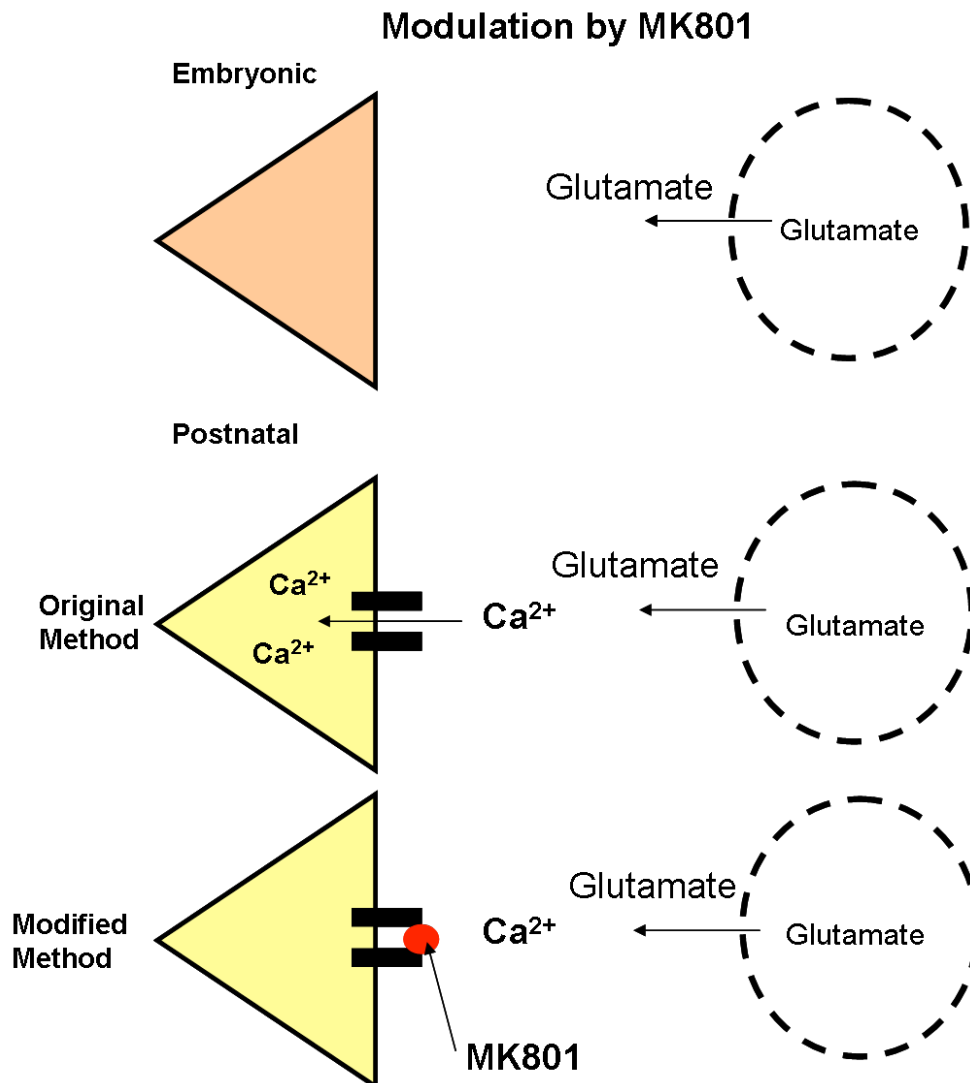 Modulation by MK801
Embryonic
Glutamate
Glutamate
Postnatal
Original
Method
Ca²⁺
Ca²⁺
Ca²⁺
Glutamate
Glutamate
Modified
Method
Ca²⁺
Glutamate
Glutamate
MK801